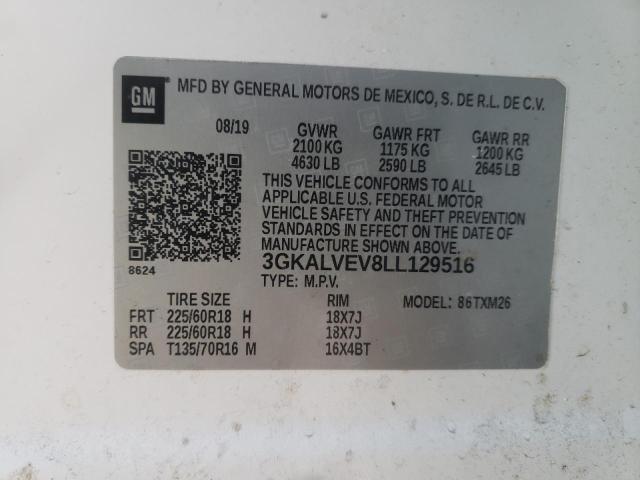 GM
MFD BY GENERAL MOTORS DE MEXICO, S. DE R.L. DE C.V.
08/19 GVWR GAWR FRT GAWR RR
2100 KG 1175 KG 1200 KG
4630 LB 2590 LB 2645 LB
THIS VEHICLE CONFORMS TO ALL
APPLICABLE U.S. FEDERAL MOTOR
VEHICLE SAFETY AND THEFT PREVENTION
STANDARDS IN EFFECT ON THE DATE
OF MANUFACTURE SHOWN ABOVE.
8624
3GKALVEV8LL129516
TYPE: M.P.V.
TIRE SIZE RIM MODEL: 86TXM26
FRT 225/60R18 H 18X7J
RR 225/60R18 H 18X7J
SPA T135/70R16 M 16X4BT